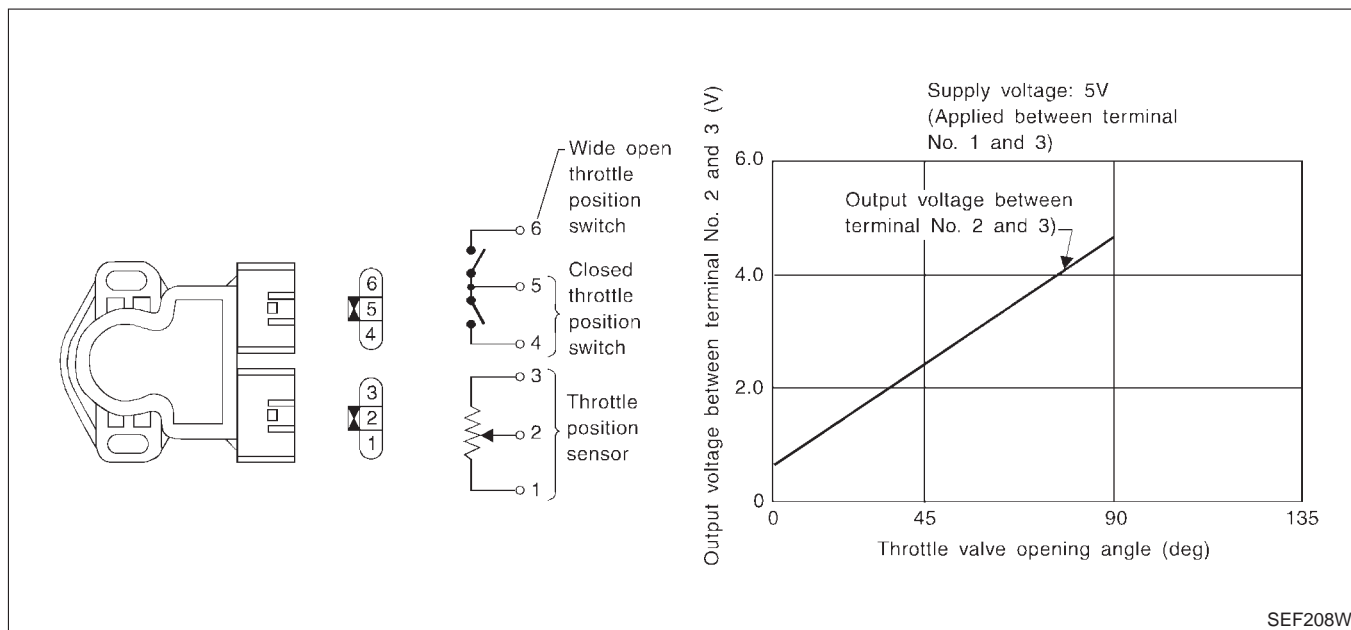 6
5
4
3
2
1
Wide open
throttle
position
switch
6
5
4
Closed
throttle
position
switch
3
2
1
Throttle
position
sensor
Output voltage between terminal No. 2 and 3 (V)
Supply voltage: 5V
(Applied between terminal
No. 1 and 3)
6.0
4.0
2.0
0
Output voltage between
terminal No. 2 and 3)
0 45 90 135
Throttle valve opening angle (deg)
SEF208W